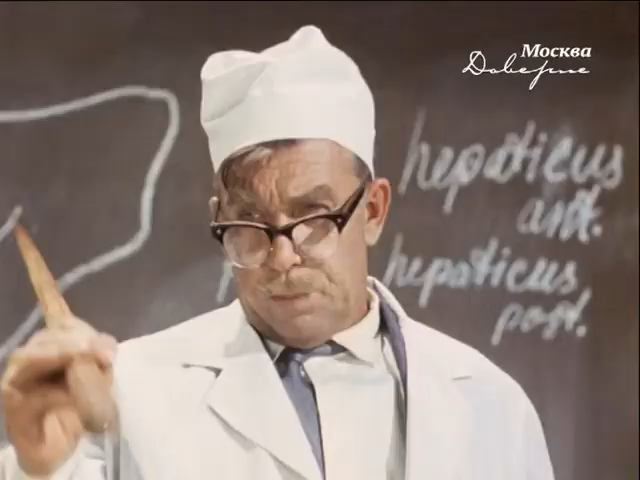 Москва
Доверие
hepaticus
ant.
hepaticus
post.